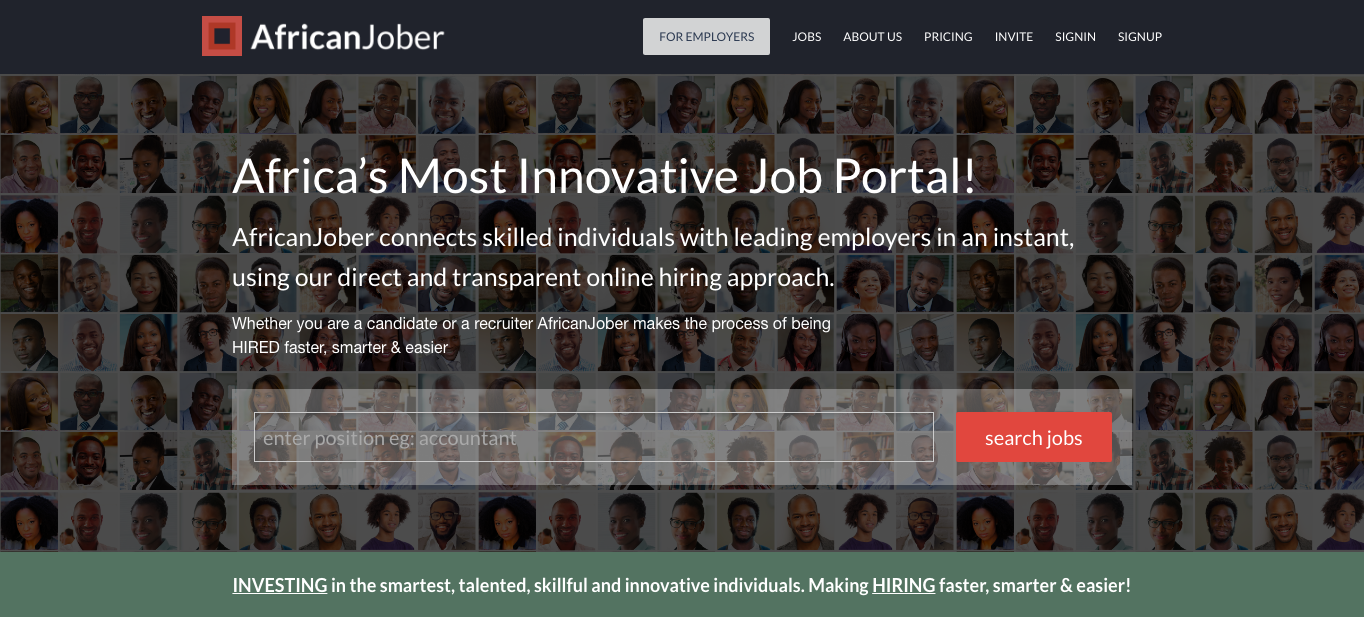 AfricanJober
FOR EMPLOYERS
JOBS
ABOUT US
PRICING
INVITE
SIGNIN
SIGNUP
Africa’s Most Innovative Job Portal!
AfricanJober connects skilled individuals with leading employers in an instant,
using our direct and transparent online hiring approach.
Whether you are a candidate or a recruiter AfricanJober makes the process of being
HIRED faster, smarter & easier
enter position eg: accountant
search jobs
INVESTING in the smartest, talented, skillful and innovative individuals. Making HIRING faster, smarter & easier!